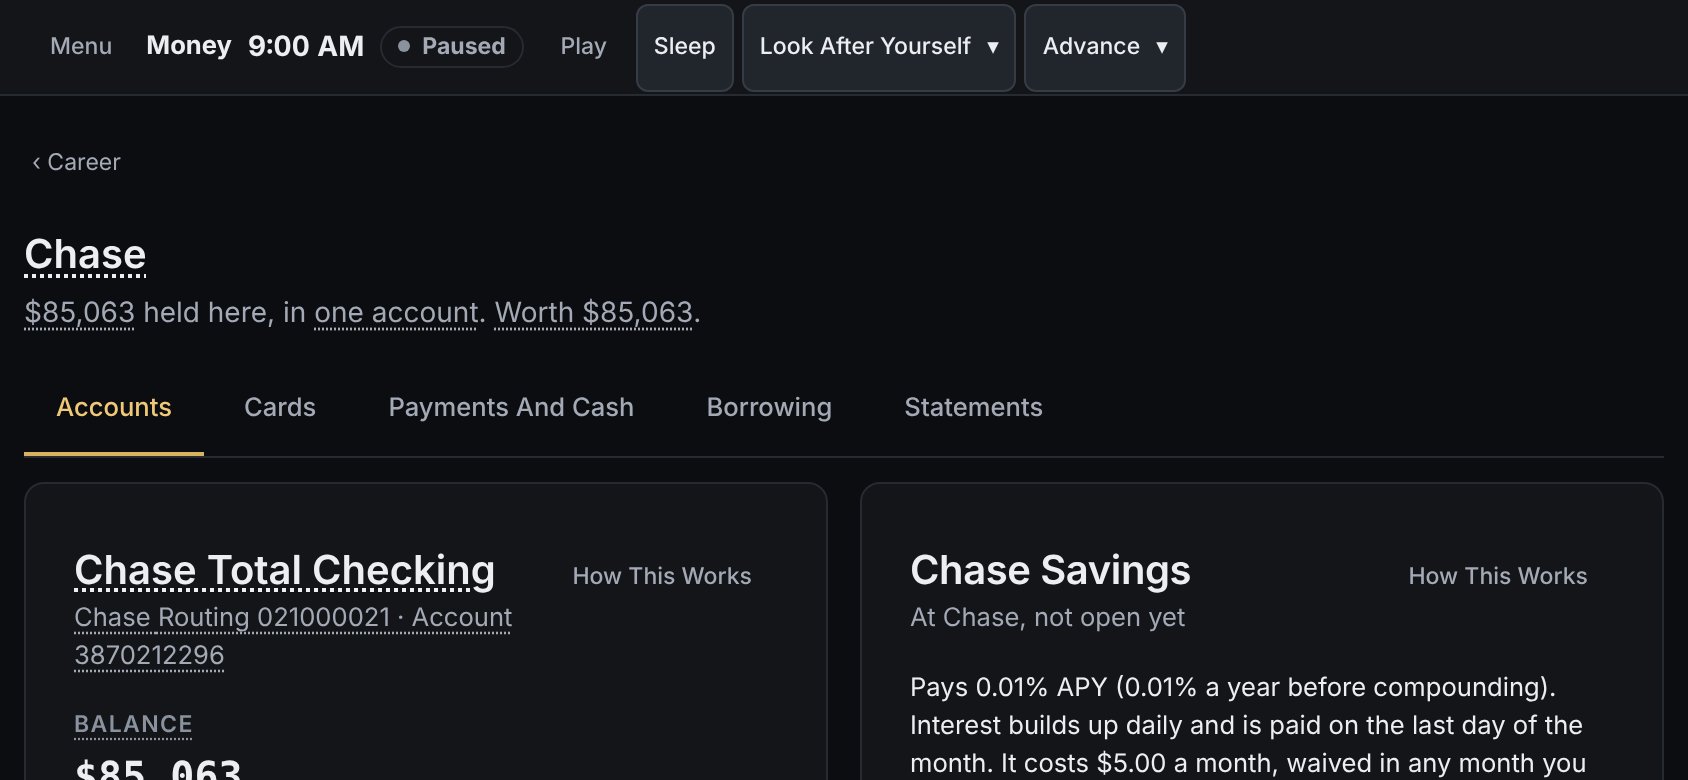 Menu Money 9:00 AM Paused Play Sleep Look After Yourself ▾ Advance ▾
‹ Career
Chase
$85,063 held here, in one account. Worth $85,063.
Accounts Cards Payments And Cash Borrowing Statements
Chase Total Checking How This Works
Chase Routing 021000021 · Account
3870212296
BALANCE
$85,063
Chase Savings How This Works
At Chase, not open yet
Pays 0.01% APY (0.01% a year before compounding).
Interest builds up daily and is paid on the last day of the
month. It costs $5.00 a month, waived in any month you